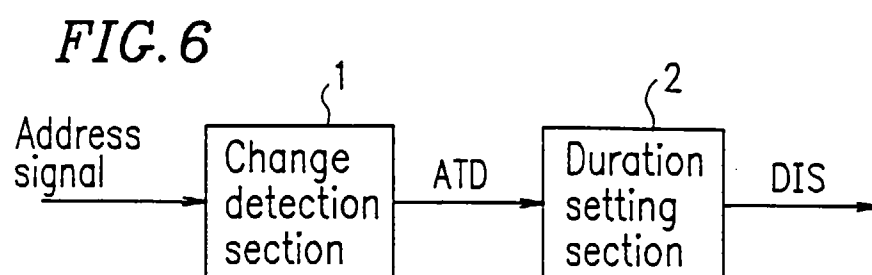 FIG. 6
1
2
Address
signal
Change
detection
section
ATD
Duration
setting
section
DIS